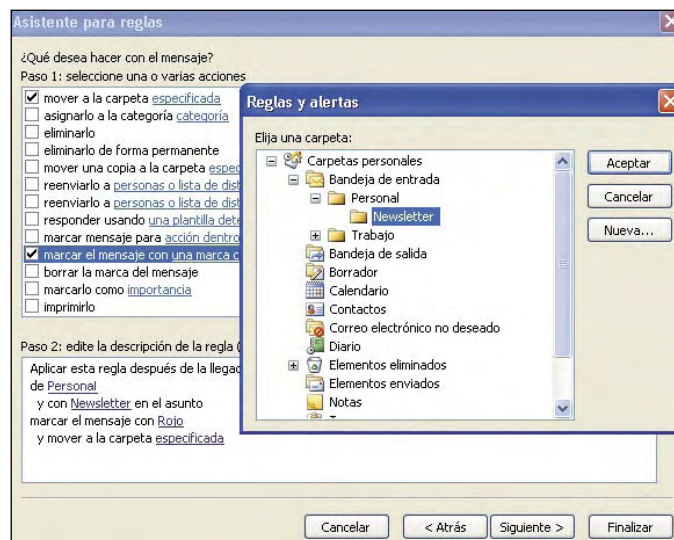 Asistente para reglas
¿Qué desea hacer con el mensaje?
Paso 1: seleccione una o varias acciones
mover a la carpeta especificada
asignarlo a la categoría categoría
eliminarlo
eliminarlo de forma permanente
mover una copia a la carpeta espec
reenviarlo a personas o lista de dist
reenviarlo a personas o lista de dist
responder usando una plantilla dete
marcar mensaje para acción dentro
marcar el mensaje con una marca c
borrar la marca del mensaje
marcarlo como importancia
imprimirlo
Paso 2: edite la descripción de la regla (
Aplicar esta regla después de la llegad
de Personal
y con Newsletter en el asunto
marcar el mensaje con Rojo
y mover a la carpeta especificada
Cancelar
< Atrás
Siguiente >
Finalizar
Reglas y alertas
Elija una carpeta:
Carpetas personales
Bandeja de entrada
Personal
Newsletter
Trabajo
Bandeja de salida
Borrador
Calendario
Contactos
Correo electrónico no deseado
Diario
Elementos eliminados
Elementos enviados
Notas
Aceptar
Cancelar
Nueva...